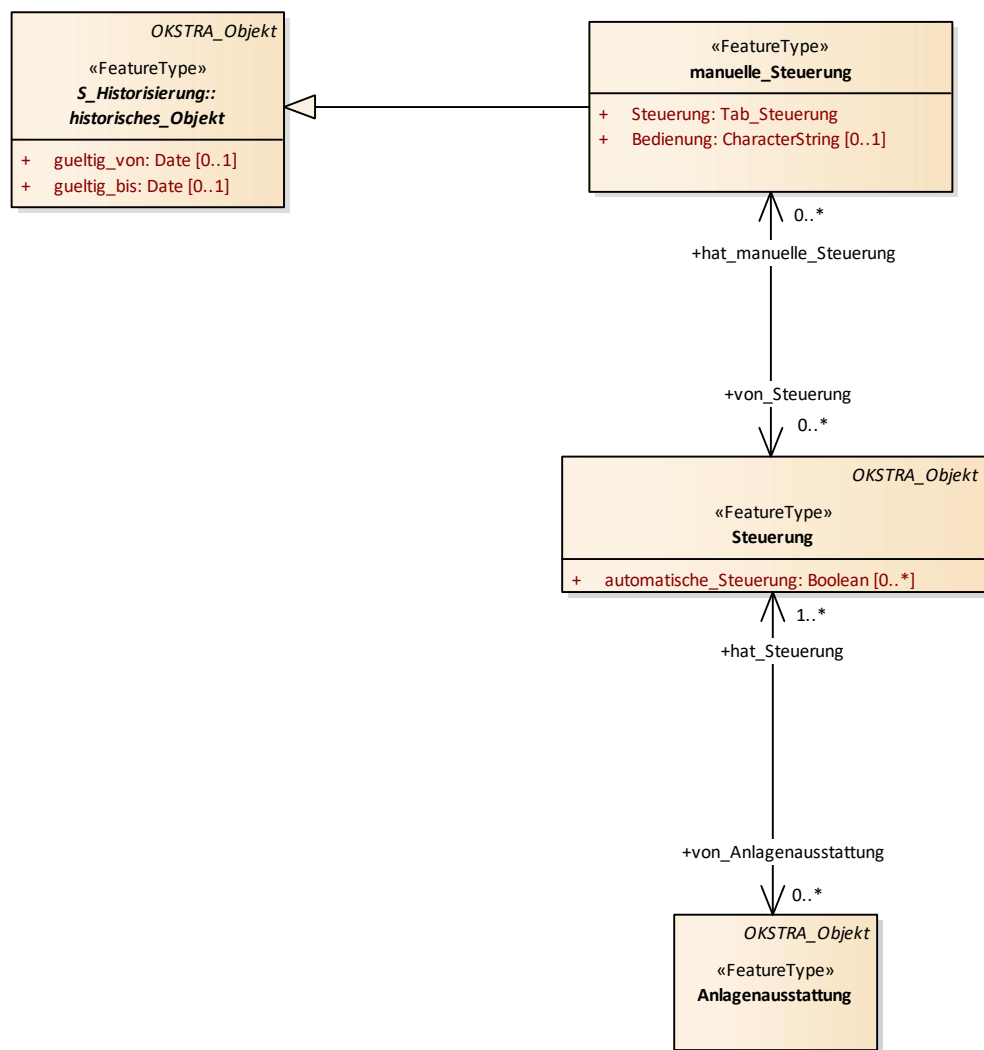 OKSTRA_Objekt
«FeatureType»
S_Historisierung::
historisches_Objekt
+ gueltig_von: Date [0..1]
+ gueltig_bis: Date [0..1]
«FeatureType»
manuelle_Steuerung
+ Steuerung: Tab_Steuerung
+ Bedienung: CharacterString [0..1]
0..*
+hat_manuelle_Steuerung
+von_Steuerung
0..*
OKSTRA_Objekt
«FeatureType»
Steuerung
+ automatische_Steuerung: Boolean [0..*]
1..*
+hat_Steuerung
+von_Anlagenausstattung
0..*
OKSTRA_Objekt
«FeatureType»
Anlagenausstattung